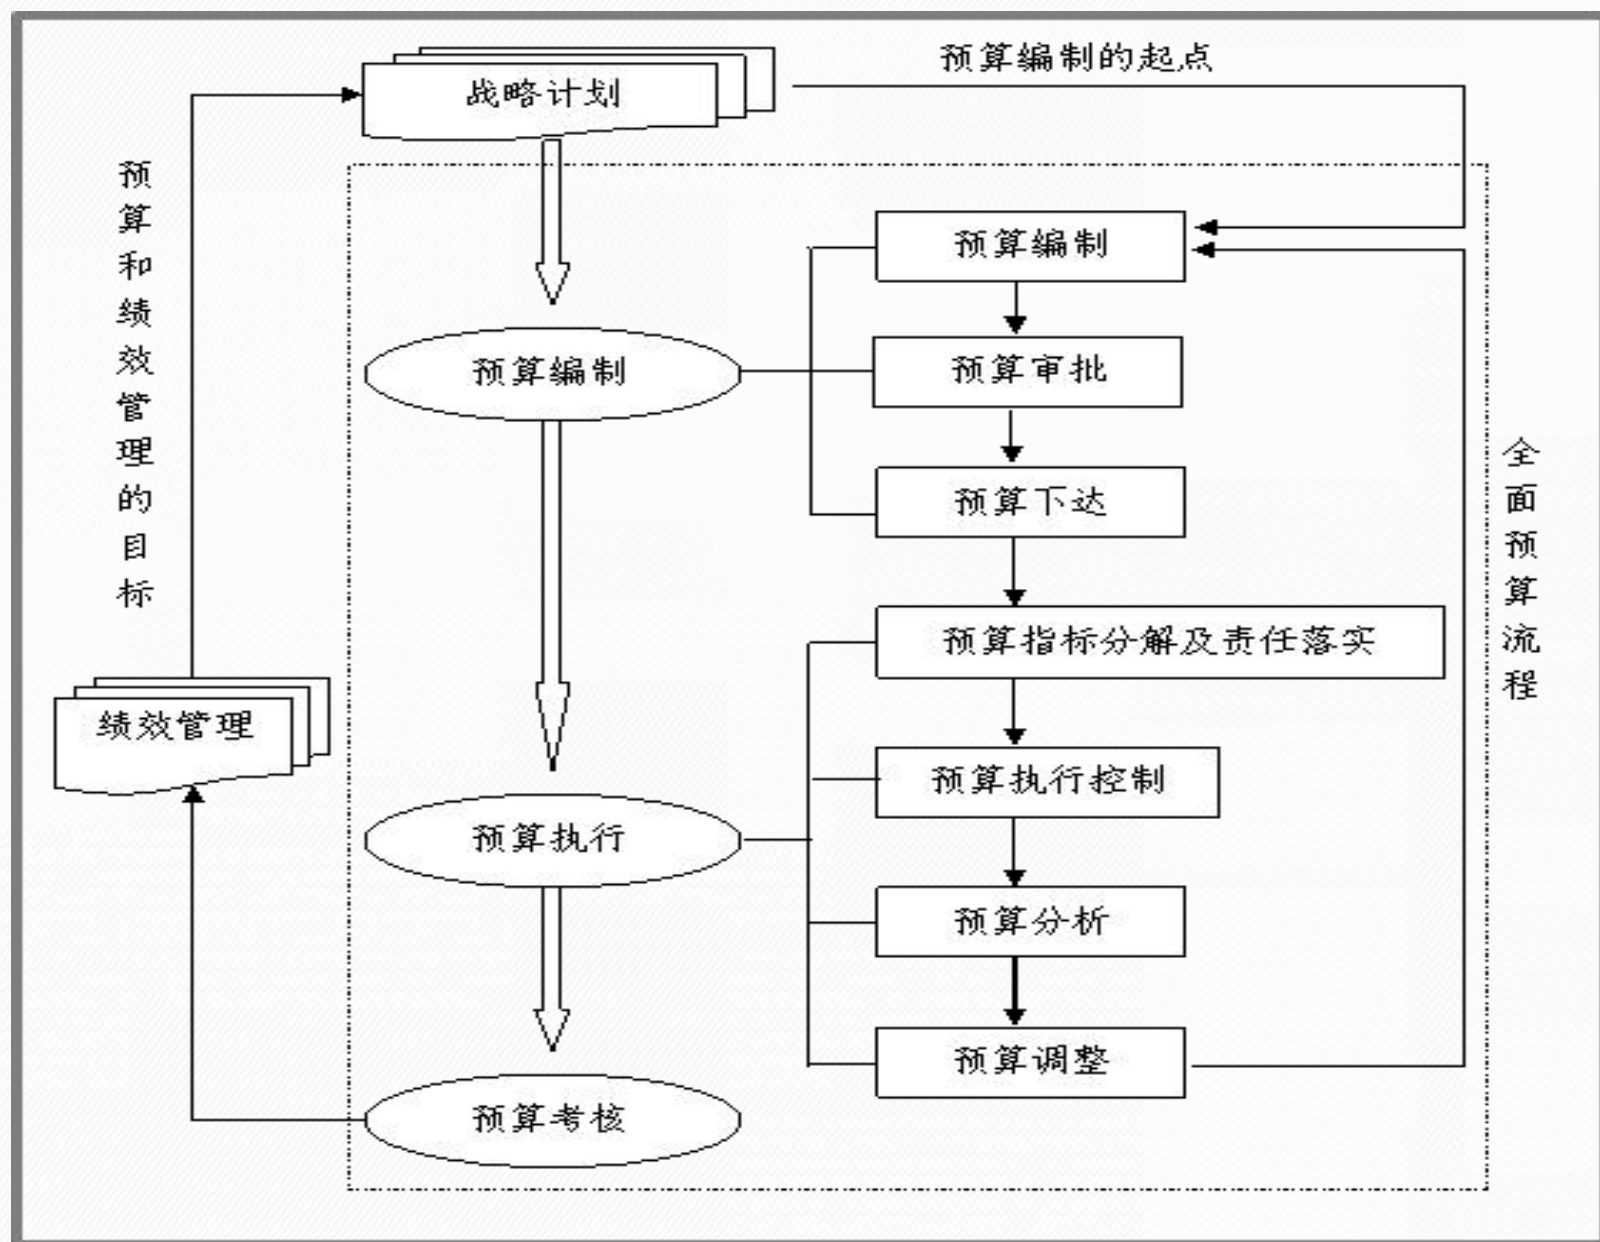 预算编制的起点
战略计划
预算和绩效管理的目标
预算编制
预算编制
预算审批
预算下达
全面预算流程
预算指标分解及责任落实
绩效管理
预算执行控制
预算执行
预算分析
预算调整
预算考核